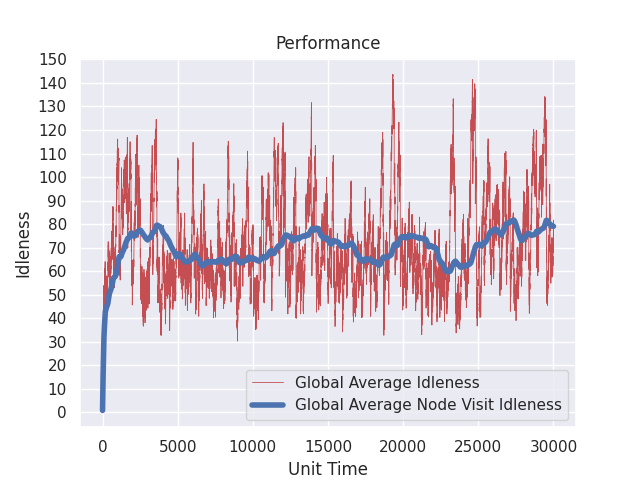 Performance
Idleness
150
140
130
120
110
100
90
80
70
60
50
40
30
20
10
0
0 5000 10000 15000 20000 25000 30000
Unit Time
Global Average Idleness
Global Average Node Visit Idleness